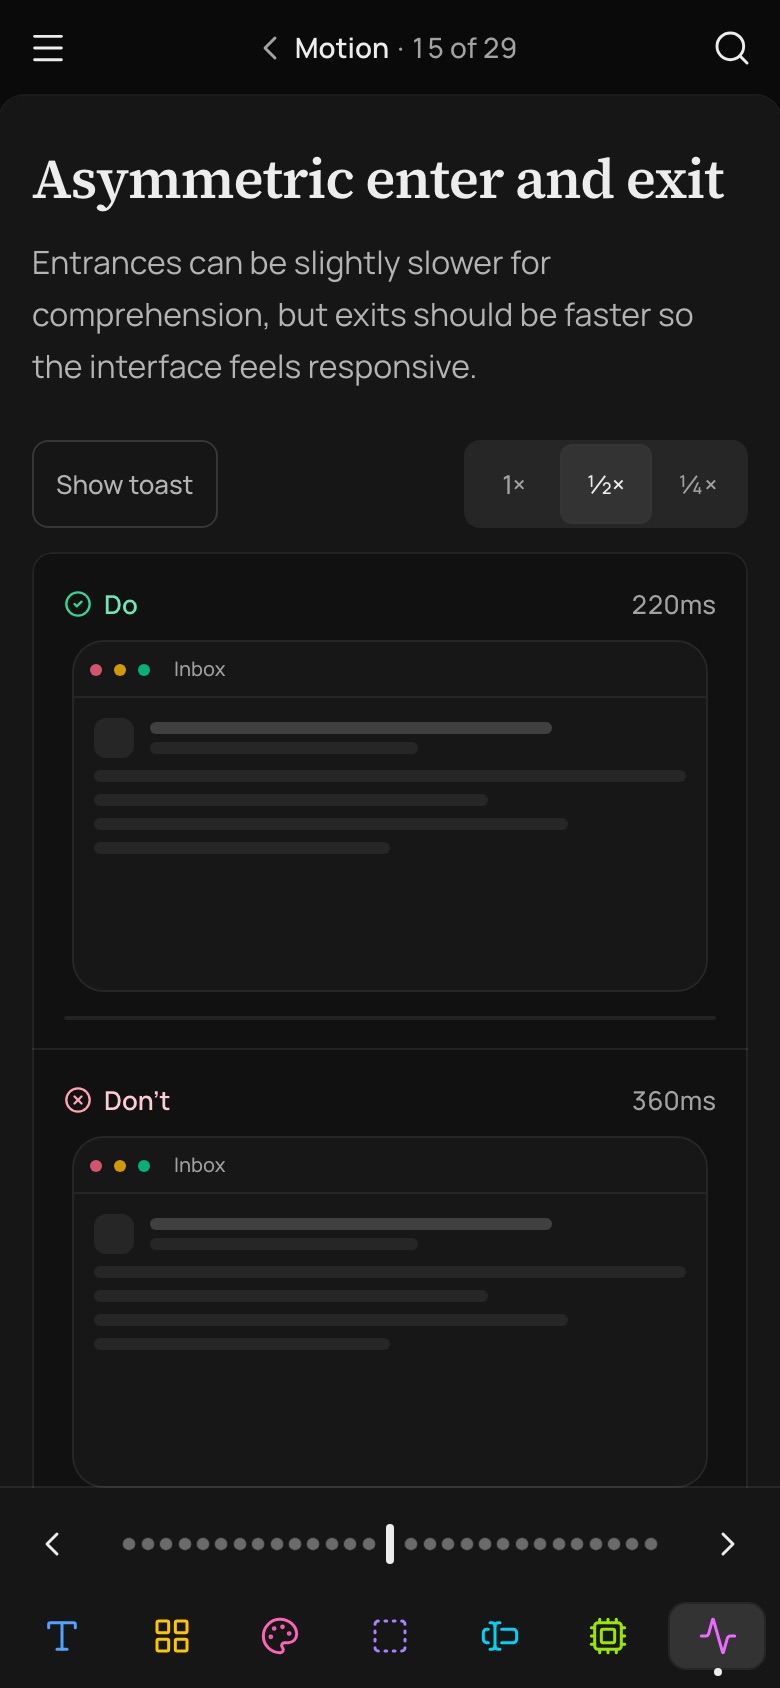 Motion · 15 of 29
Asymmetric enter and exit
Entrances can be slightly slower for
comprehension, but exits should be faster so
the interface feels responsive.
Show toast
1× ½× ¼×
Do 220ms
Inbox
Don’t 360ms
Inbox